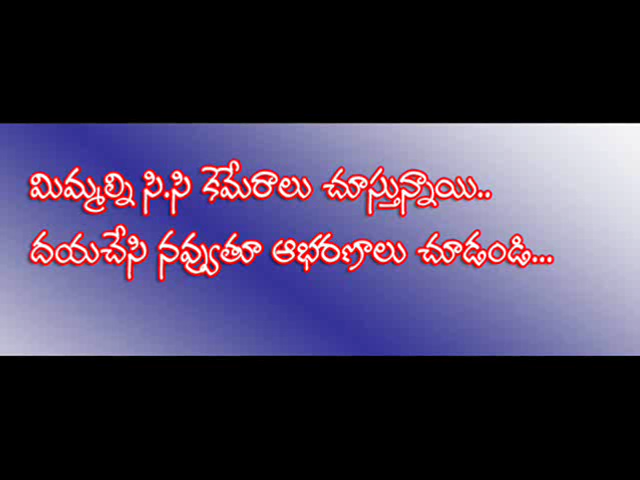 మిమ్మల్ని సి.సి కెమేరాలు చూస్తున్నాయి..
దయచేసి నవ్వుతూ ఆభరణాలు చూడండి...